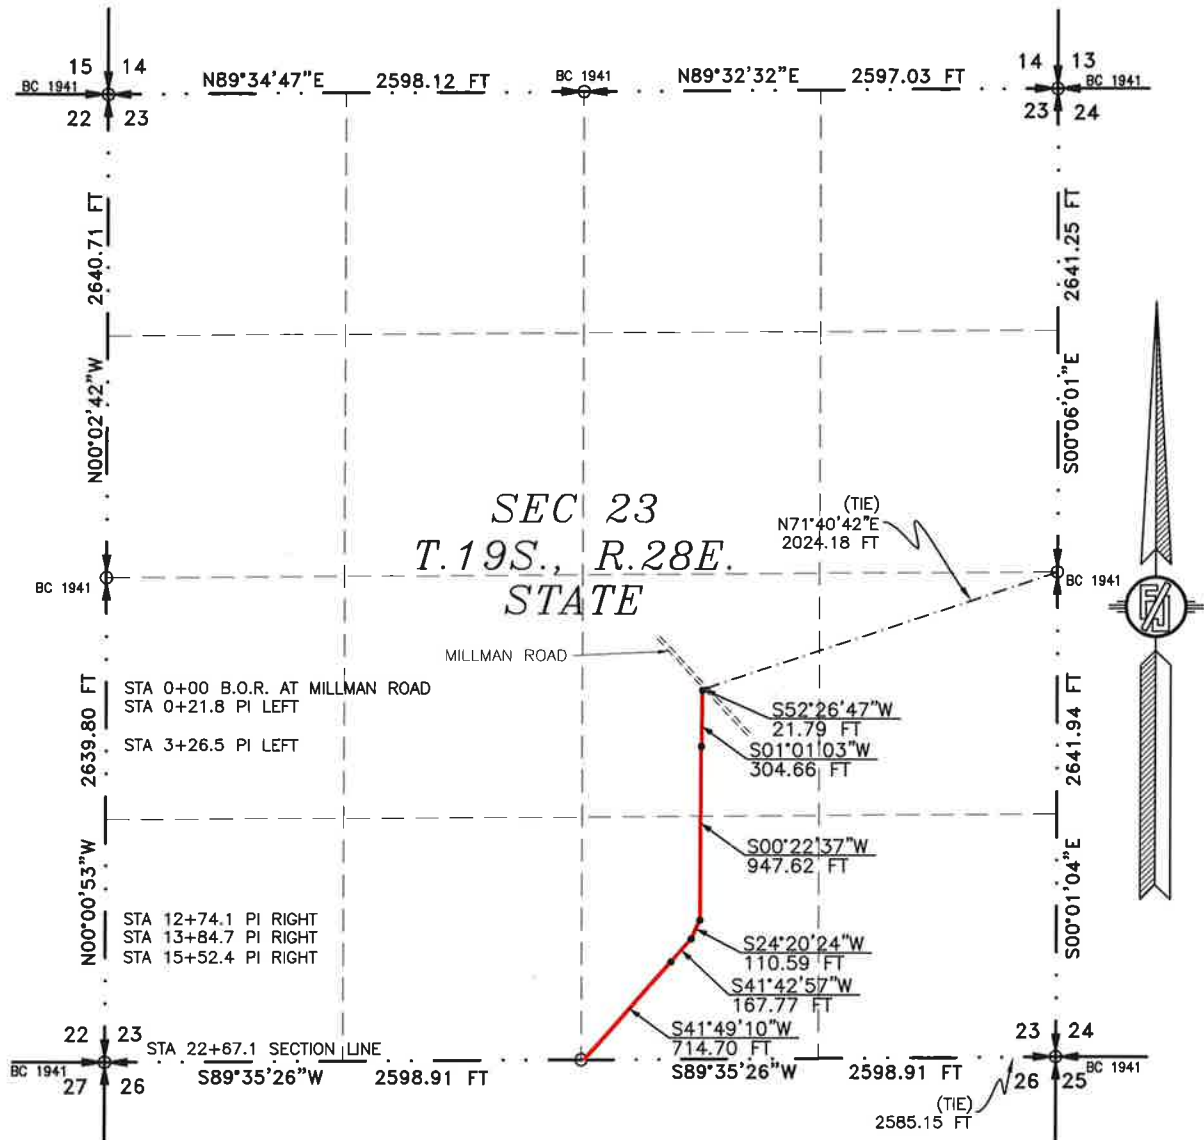 15 14
BC 1941
22 23
N89°34'47"E 2598.12 FT
BC 1941
N89°32'32"E 2597.03 FT
14 13
23 24
BC 1941
2640.71 FT
N00°02'42"W
2641.25 FT
S00°06'01"E
SEC 23
T.19S., R.28E.
STATE
(TIE)
N71°40'42"E
2024.18 FT
BC 1941
BC 1941
MILLMAN ROAD
STA 0+00 B.O.R. AT MILLMAN ROAD
STA 0+21.8 PI LEFT
STA 3+26.5 PI LEFT
2639.80 FT
N00°00'53"W
2641.94 FT
S00°01'04"E
S52°26'47"W
21.79 FT
S01°01'03"W
304.66 FT
S00°22'37"W
947.62 FT
STA 12+74.1 PI RIGHT
STA 13+84.7 PI RIGHT
STA 15+52.4 PI RIGHT
S24°20'24"W
110.59 FT
S41°42'57"W
167.77 FT
S41°49'10"W
714.70 FT
22 23
BC 1941
27 26
STA 22+67.1 SECTION LINE
S89°35'26"W 2598.91 FT
S89°35'26"W 2598.91 FT
23 24
26 25
BC 1941
(TIE)
2585.15 FT